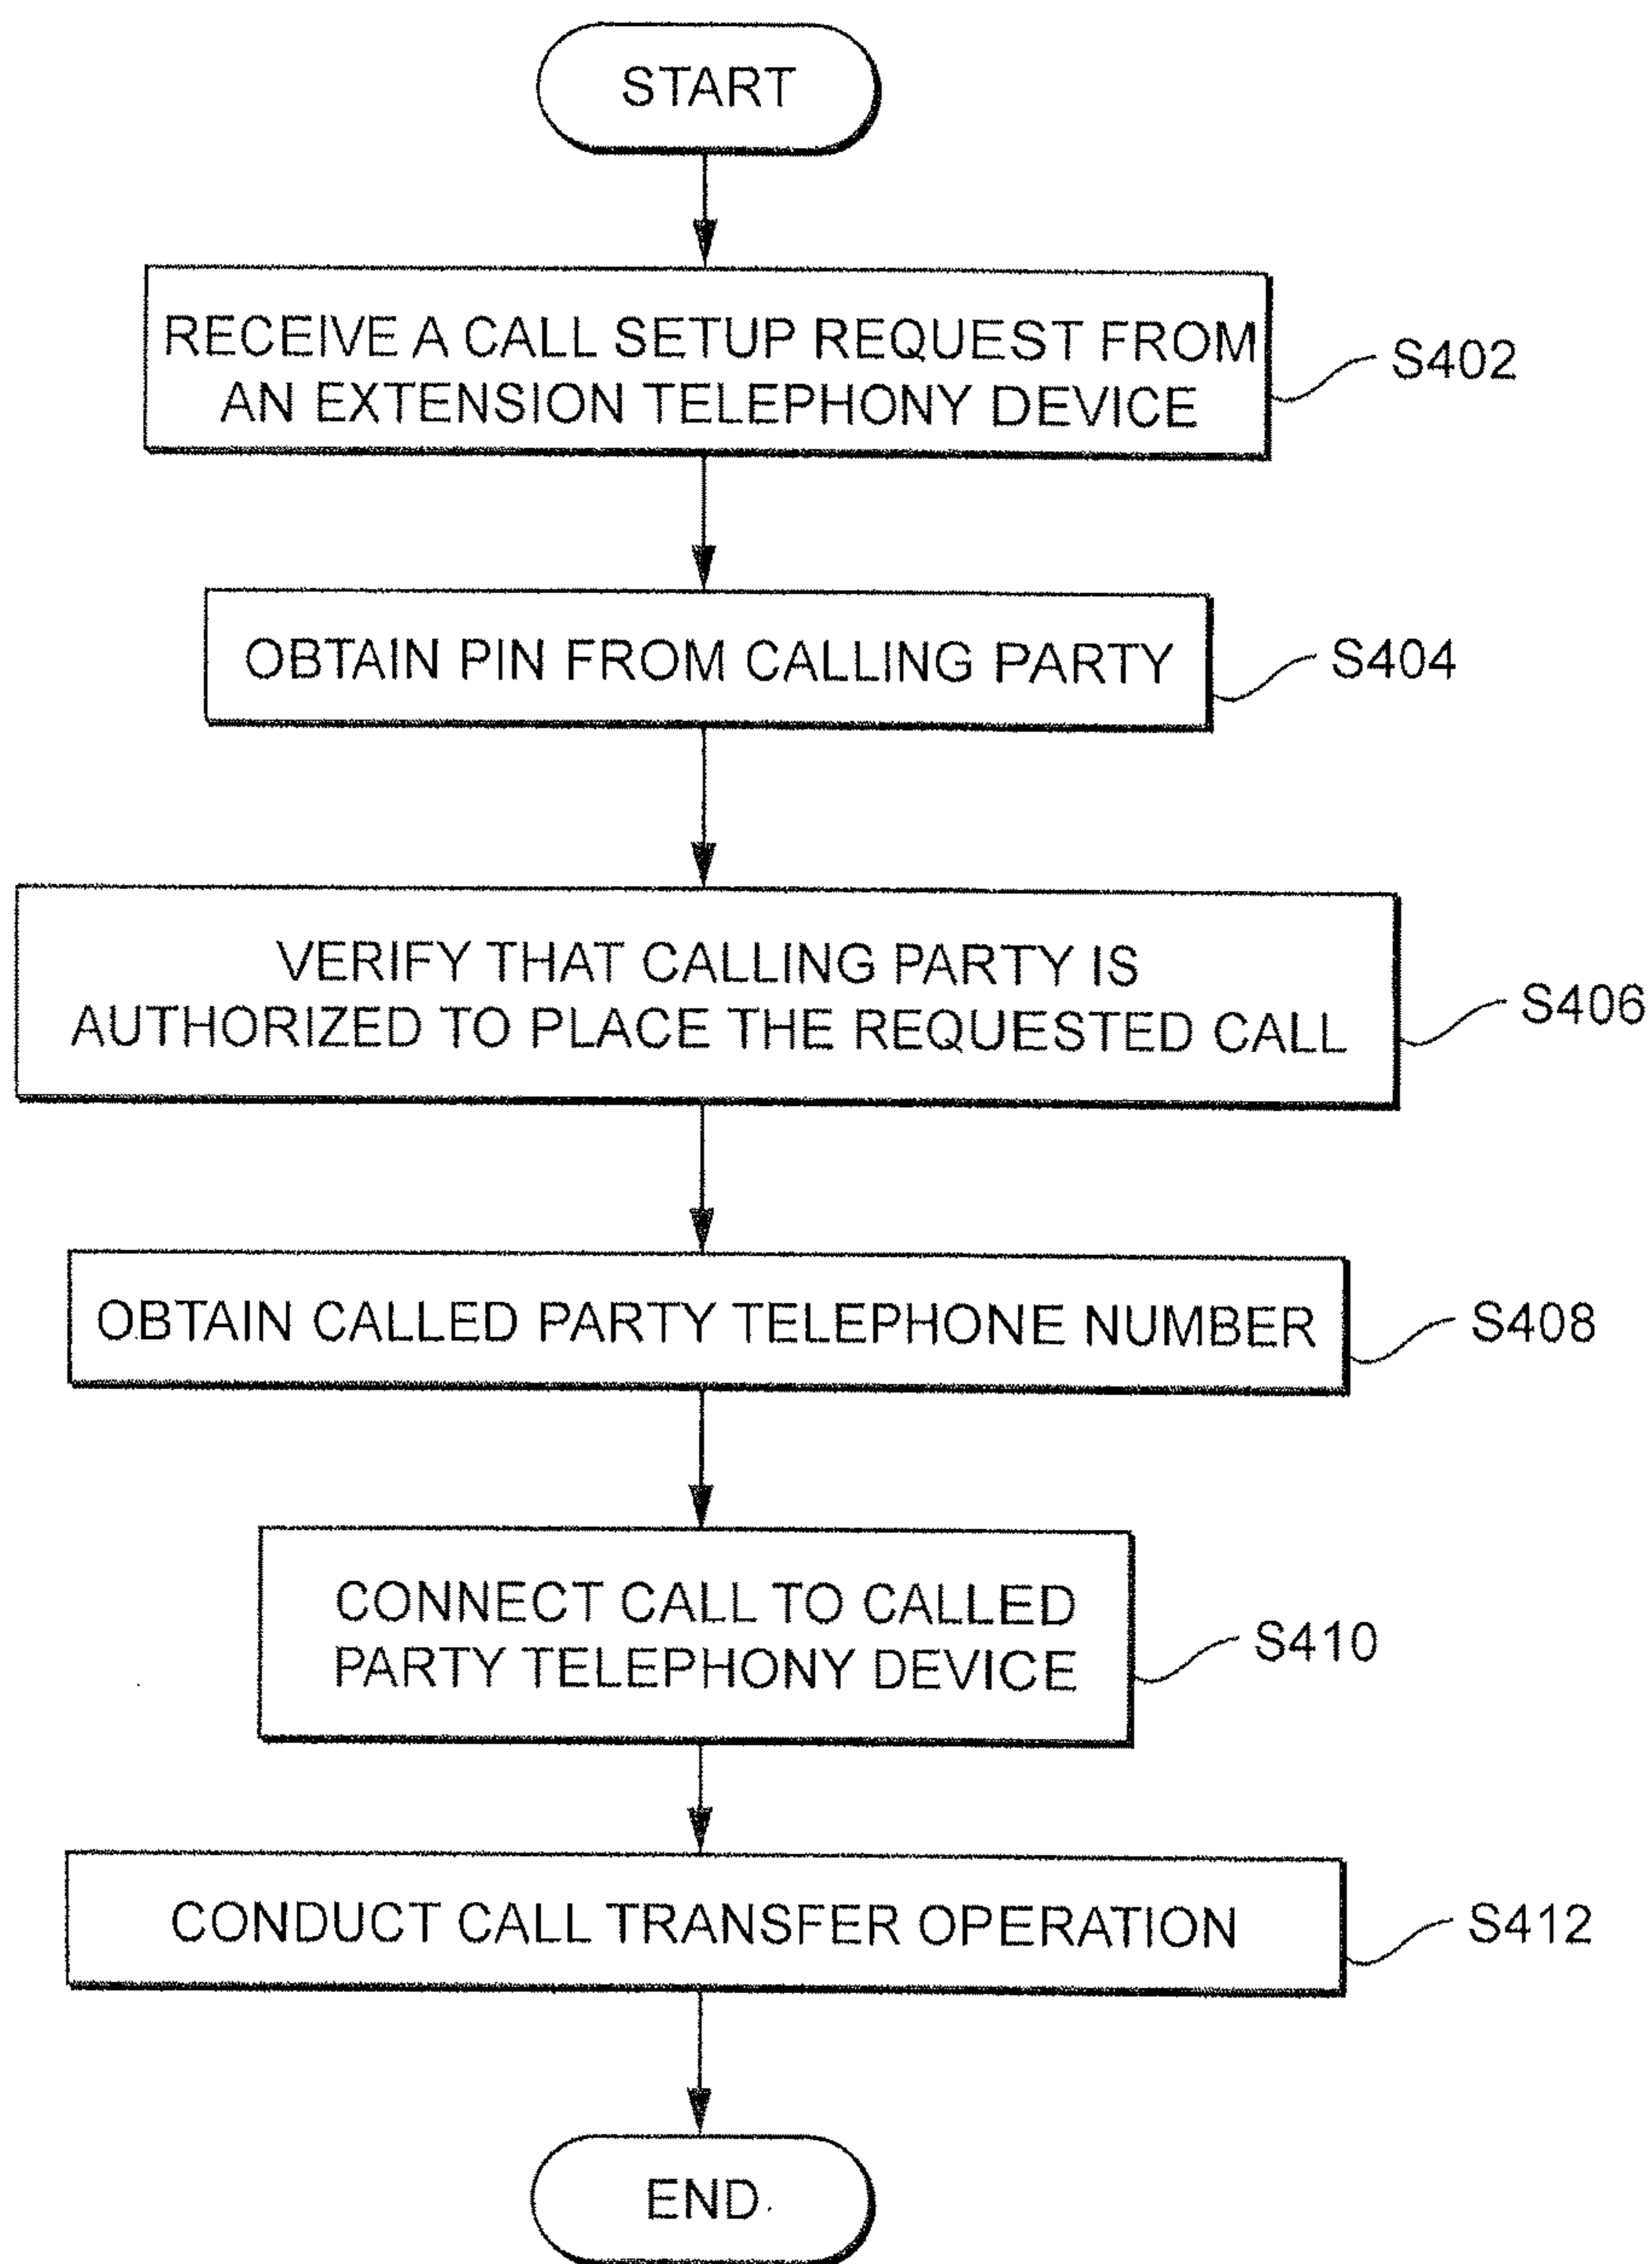 START
RECEIVE A CALL SETUP REQUEST FROM
AN EXTENSION TELEPHONY DEVICE
S402
OBTAIN PIN FROM CALLING PARTY
S404
VERIFY THAT CALLING PARTY IS
AUTHORIZED TO PLACE THE REQUESTED CALL
S406
OBTAIN CALLED PARTY TELEPHONE NUMBER
S408
CONNECT CALL TO CALLED
PARTY TELEPHONY DEVICE
S410
CONDUCT CALL TRANSFER OPERATION
S412
END